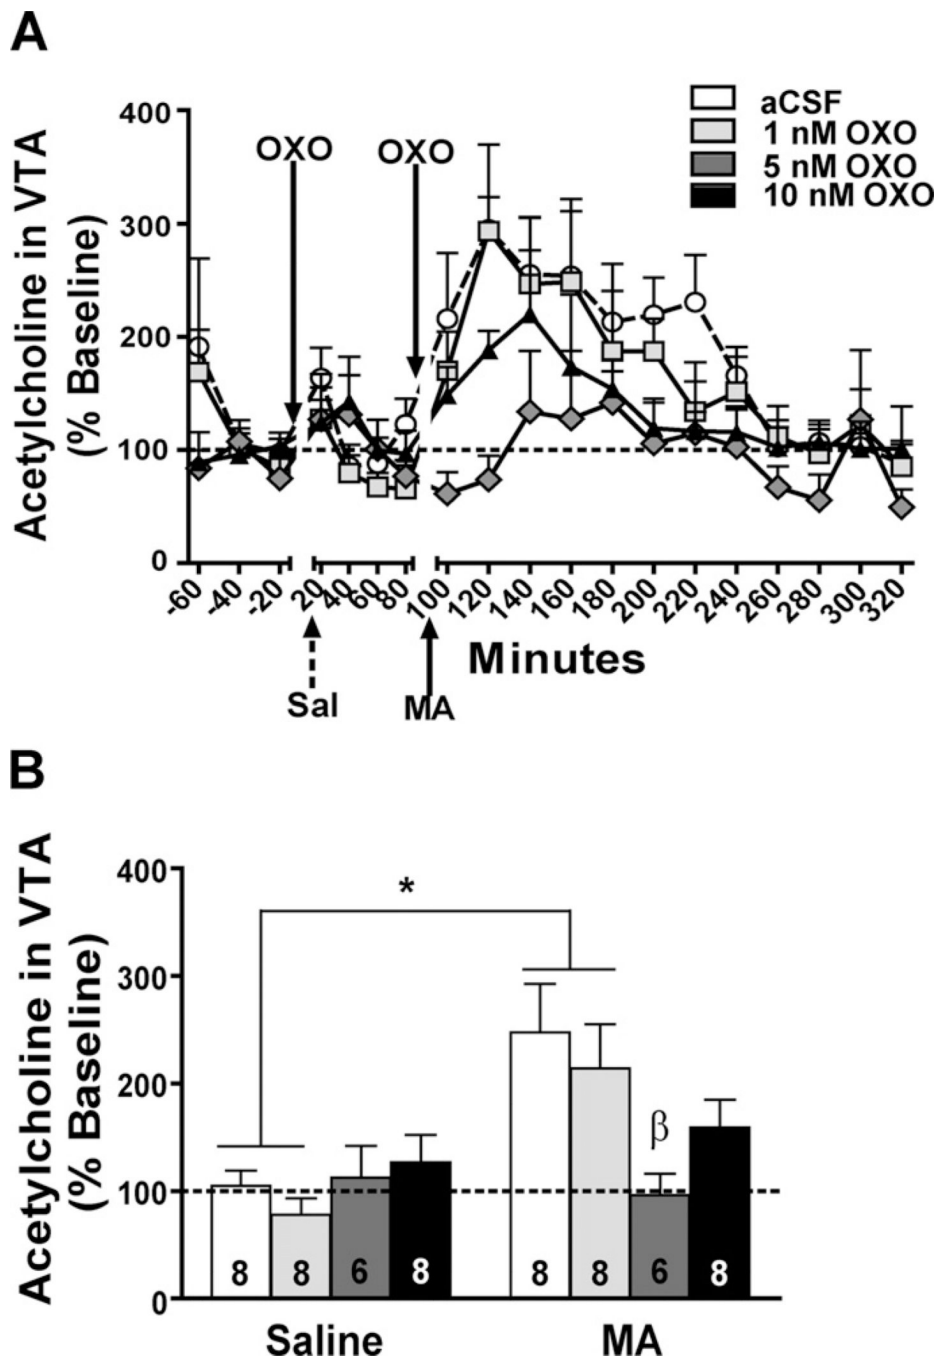 A
400
300
200
100
0
Acetylcholine in VTA
(% Baseline)
OXO
OXO
aCSF
1 nM OXO
5 nM OXO
10 nM OXO
-60
-40
-20
20
40
60
80
100
120
140
160
180
200
220
240
260
280
300
320
Minutes
Sal
MA
B
400
300
200
100
0
Acetylcholine in VTA
(% Baseline)
*
β
8
8
6
8
8
8
6
8
Saline
MA